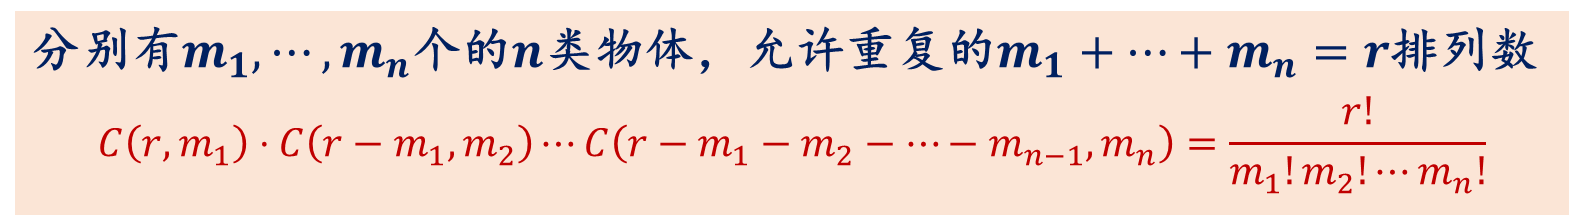 分别有m₁,⋯,mₙ个的n类物体，允许重复的m₁ + ⋯ + mₙ = r排列数
C(r, m₁) · C(r − m₁, m₂) ⋯ C(r − m₁ − m₂ − ⋯ − mₙ₋₁, mₙ) = r! / (m₁! m₂! ⋯ mₙ!)